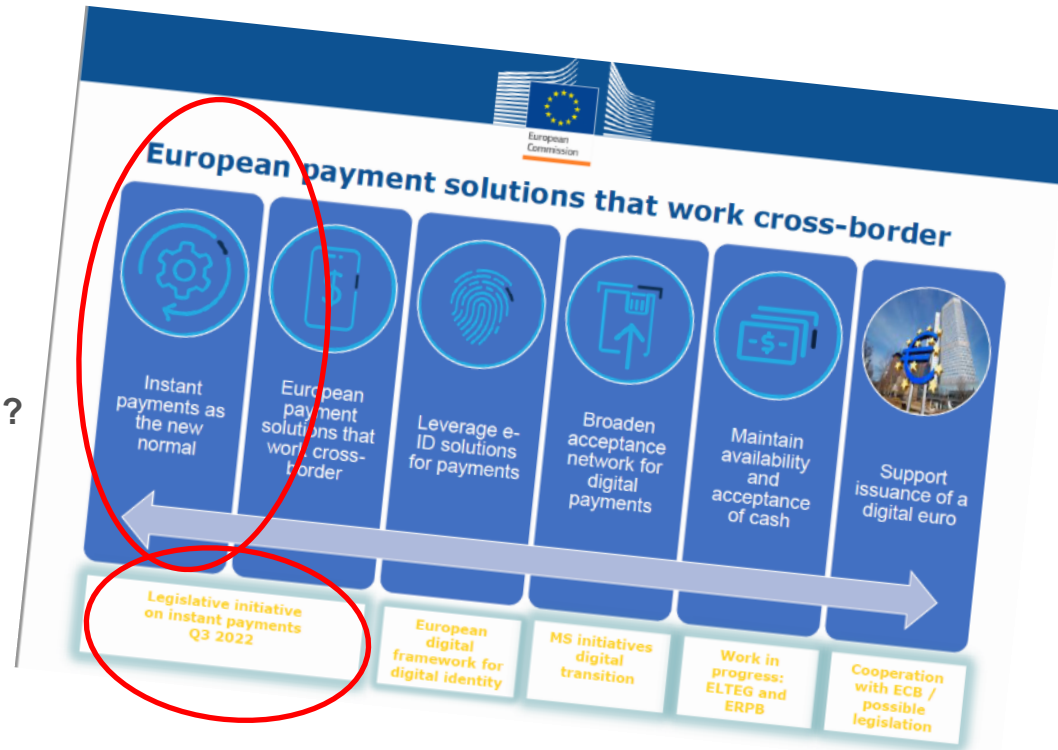 European
Commission
European payment solutions that work cross-border
Instant
payments as
the new
normal
European
payment
solutions that
work cross-
border
Leverage e-
ID solutions
for payments
Broaden
acceptance
network for
digital
payments
Maintain
availability
and
acceptance
of cash
Support
issuance of a
digital euro
?
Legislative initiative
on instant payments
Q3 2022
European
digital
framework for
digital identity
MS initiatives
digital
transition
Work in
progress:
ELTEG and
ERPB
Cooperation
with ECB /
possible
legislation